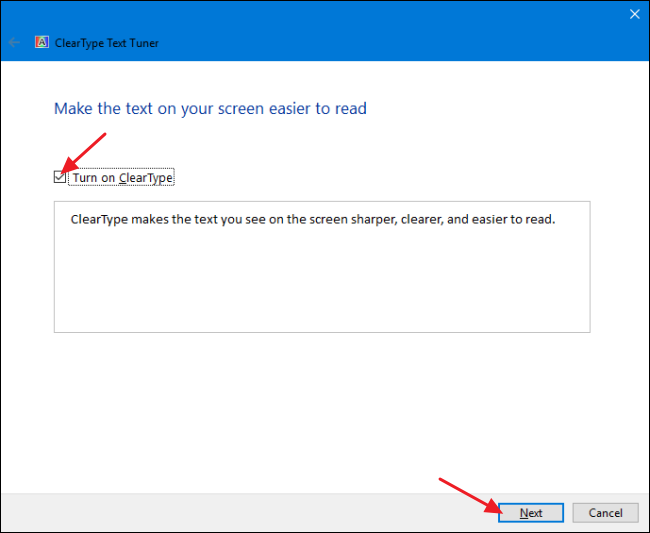 ClearType Text Tuner
Make the text on your screen easier to read
Turn on ClearType
ClearType makes the text you see on the screen sharper, clearer, and easier to read.
Next
Cancel